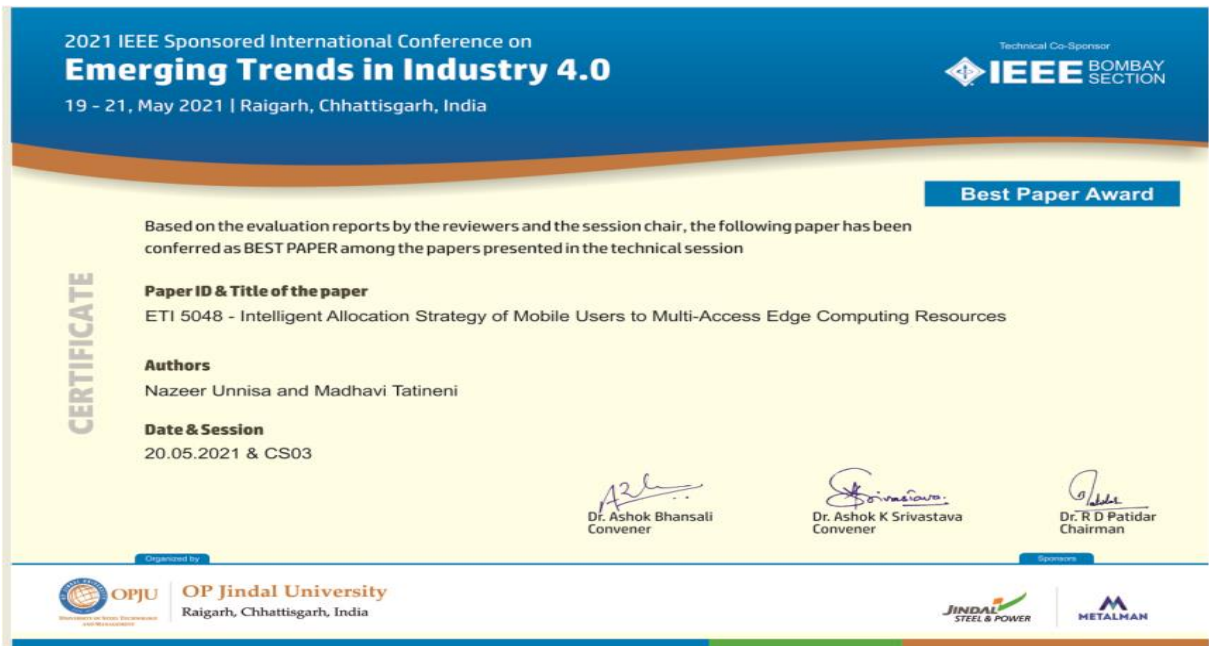 2021 IEEE Sponsored International Conference on
Emerging Trends in Industry 4.0
19 - 21, May 2021 | Raigarh, Chhattisgarh, India
Technical Co-Sponsor
IEEE BOMBAY SECTION
Best Paper Award
Based on the evaluation reports by the reviewers and the session chair, the following paper has been
conferred as BEST PAPER among the papers presented in the technical session
CERTIFICATE
Paper ID & Title of the paper
ETI 5048 - Intelligent Allocation Strategy of Mobile Users to Multi-Access Edge Computing Resources
Authors
Nazeer Unnisa and Madhavi Tatineni
Date & Session
20.05.2021 & CS03
Dr. Ashok Bhansali
Convener
Dr. Ashok K Srivastava
Convener
Dr. R D Patidar
Chairman
Organized by
Sponsors
OPJU
University of Steel Technology
and Management
OP Jindal University
Raigarh, Chhattisgarh, India
JINDAL
STEEL & POWER
METALMAN